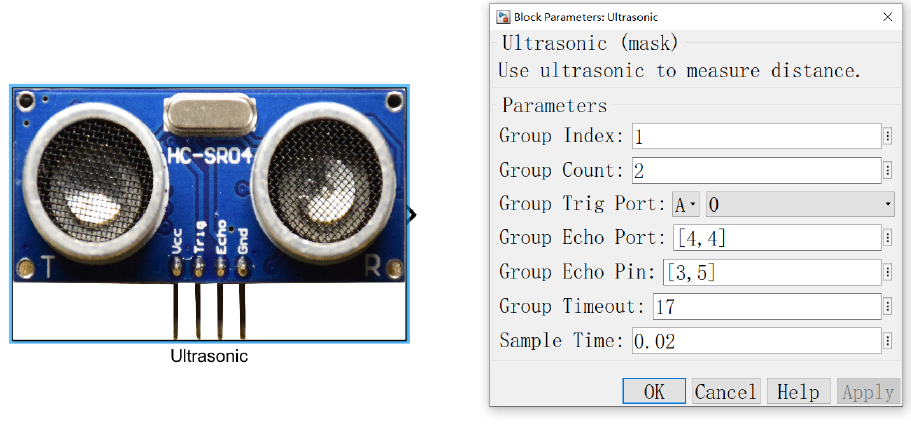 HC-SR04
Vcc
Trig
Echo
Gnd
T
R
Ultrasonic
Block Parameters: Ultrasonic
Ultrasonic (mask)
Use ultrasonic to measure distance.
Parameters
Group Index: 1
Group Count: 2
Group Trig Port: A 0
Group Echo Port: [4,4]
Group Echo Pin: [3,5]
Group Timeout: 17
Sample Time: 0.02
OK Cancel Help Apply